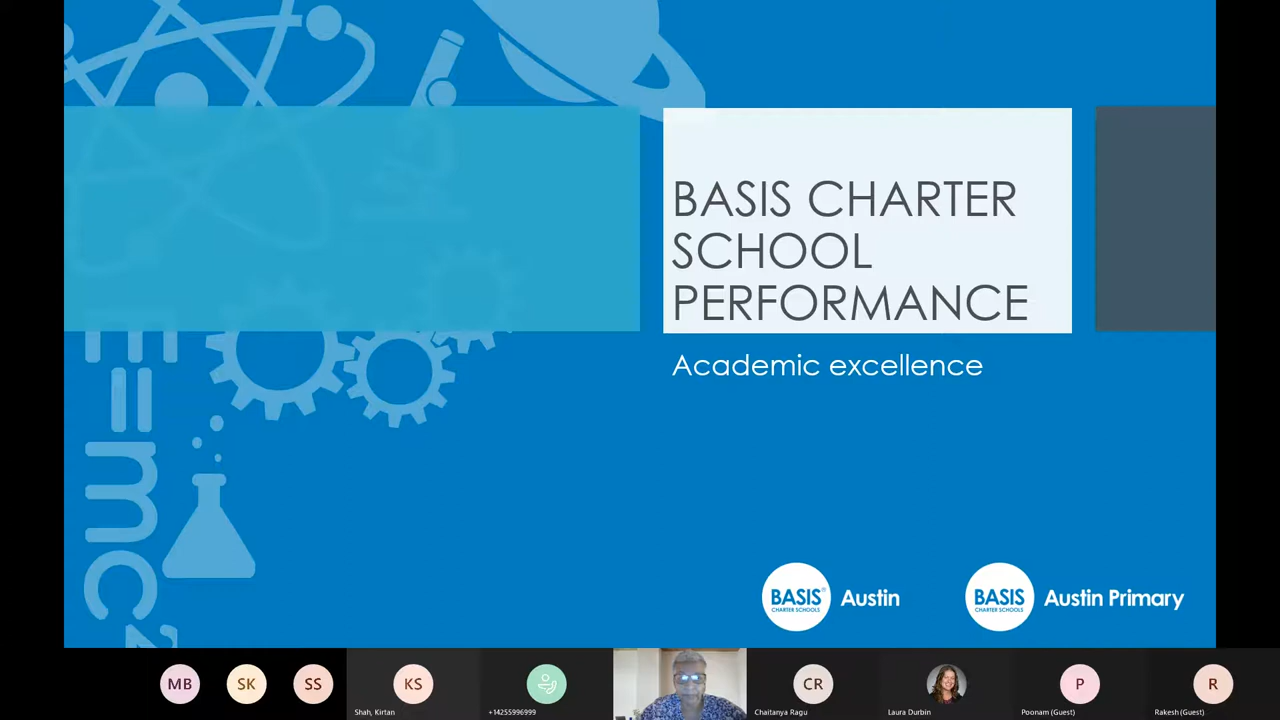 BASIS CHARTER
SCHOOL
PERFORMANCE
Academic excellence
E=mc²
BASIS®
CHARTER SCHOOLS
Austin
BASIS
CHARTER SCHOOLS
Austin Primary
MB
SK
SS
KS
CR
P
R
Shah, Kirtan
+14255996999
Chaitanya Ragu
Laura Durbin
Poonam (Guest)
Rakesh (Guest)